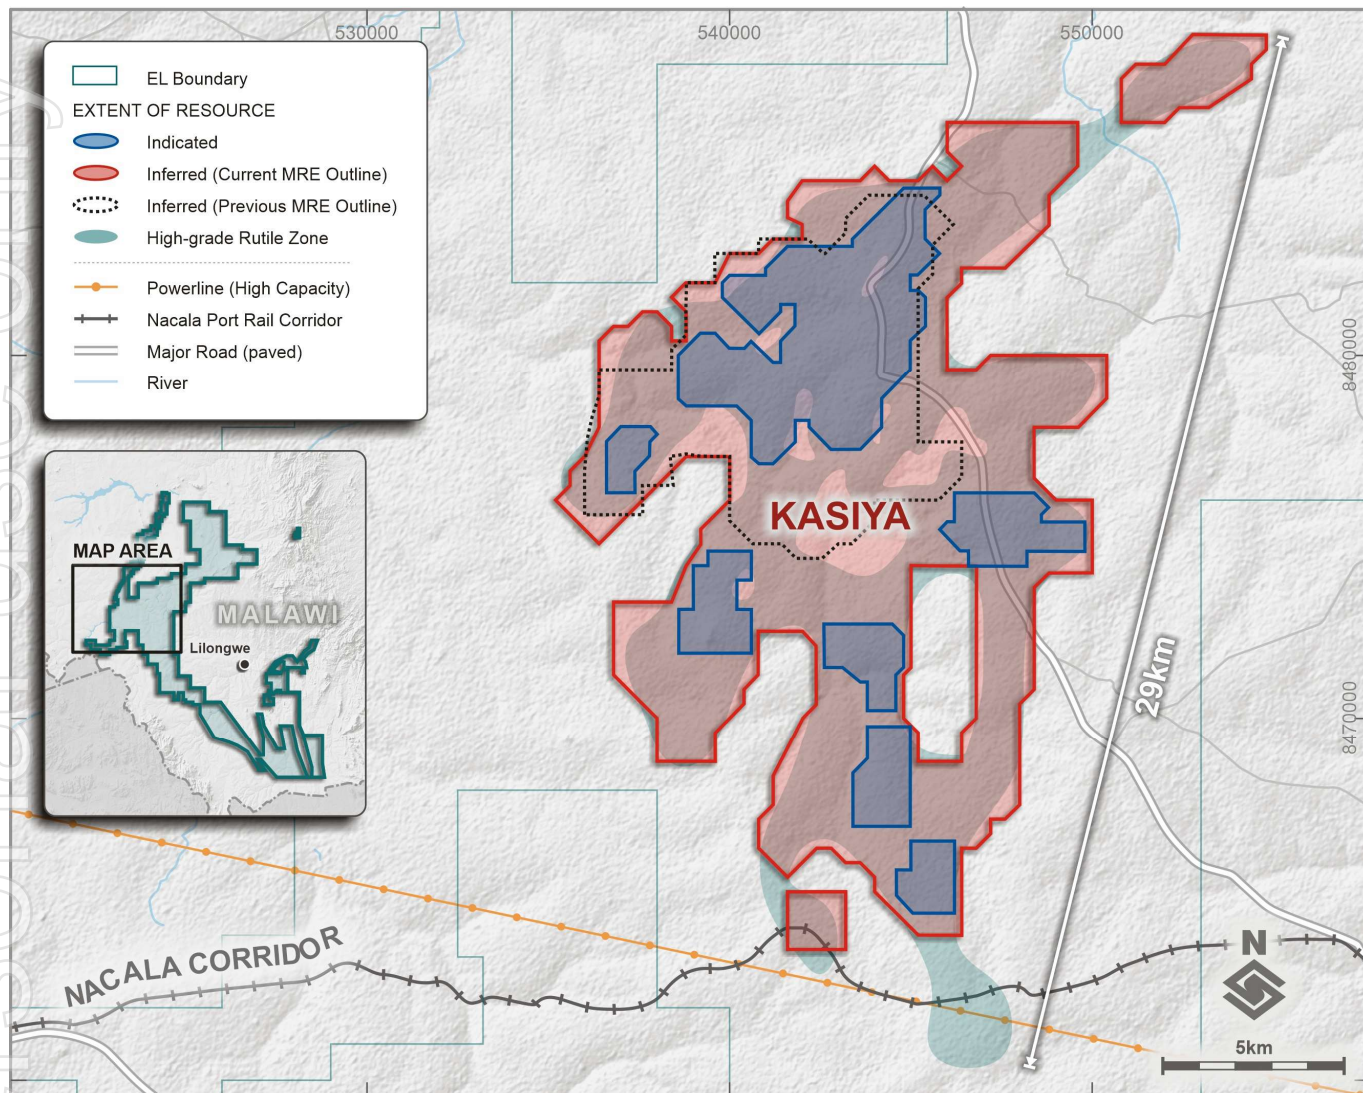 530000
540000
550000
EL Boundary
EXTENT OF RESOURCE
Indicated
Inferred (Current MRE Outline)
Inferred (Previous MRE Outline)
High-grade Rutile Zone
Powerline (High Capacity)
Nacala Port Rail Corridor
Major Road (paved)
River
8480000
KASIYA
MAP AREA
MALAWI
Lilongwe
29km
8470000
NACALA CORRIDOR
N
5km